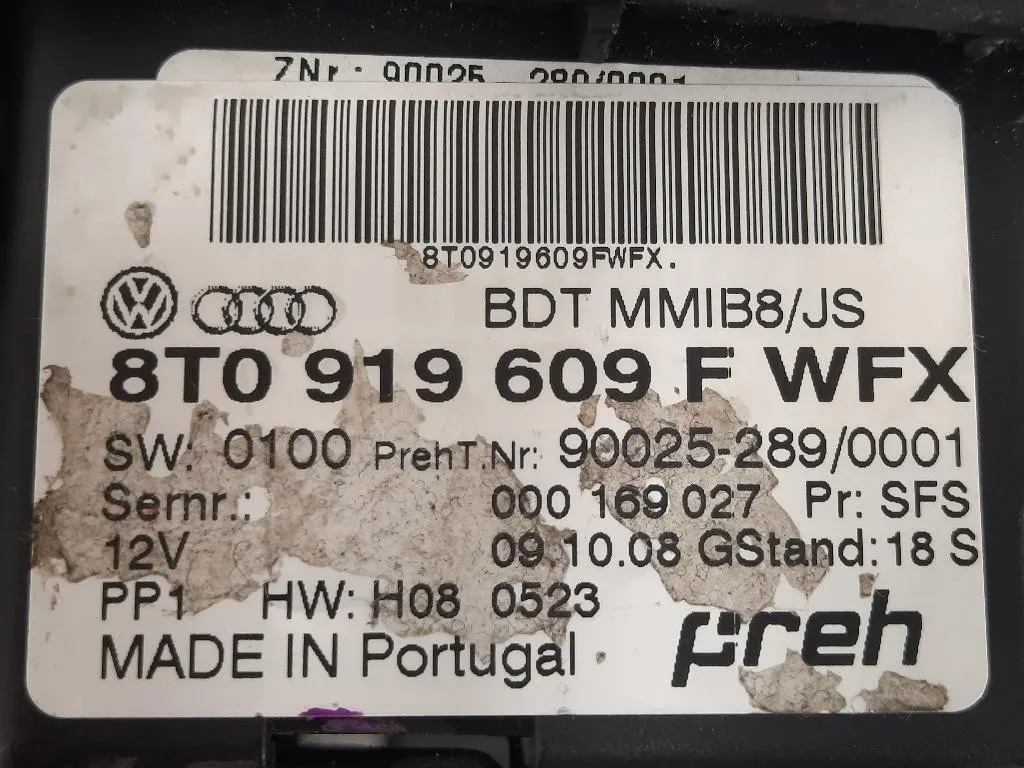 ZNr: 90025-289/0001
8T0919609FWFX.
BDT MMIB8/JS
8T0 919 609 F WFX
SW: 0100 PrehT.Nr: 90025-289/0001
Sernr.: 000 169 027 Pr: SFS
12V 09.10.08 GStand: 18 S
PP1 HW: H08 0523
MADE IN Portugal
preh